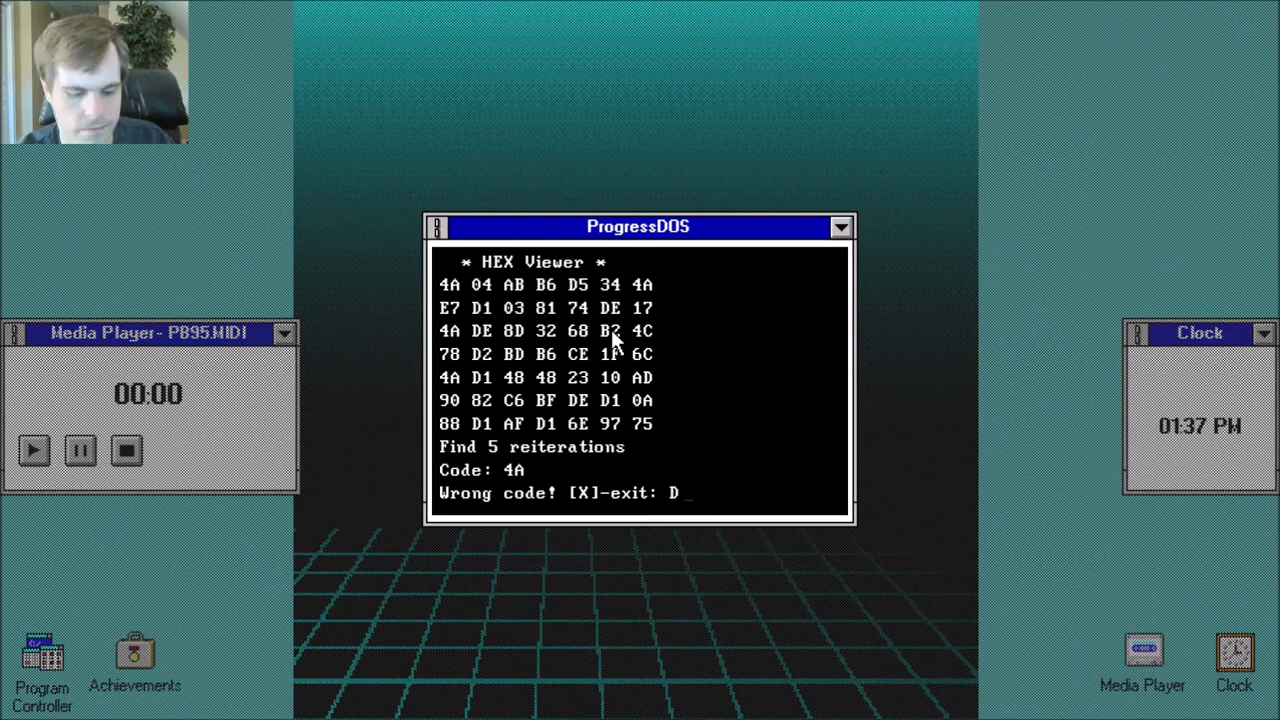 ProgressDOS
* HEX Viewer *
4A 04 AB B6 D5 34 4A
E7 D1 03 81 74 DE 17
4A DE 8D 32 68 B2 4C
78 D2 BD B6 CE 1F 6C
4A D1 48 48 23 10 AD
90 82 C6 BF DE D1 0A
88 D1 AF D1 6E 97 75
Find 5 reiterations
Code: 4A
Wrong code! [X]-exit: D _
Media Player- PB95.MIDI
00:00
Clock
01:37 PM
Program
Controller
Achievements
Media Player
Clock